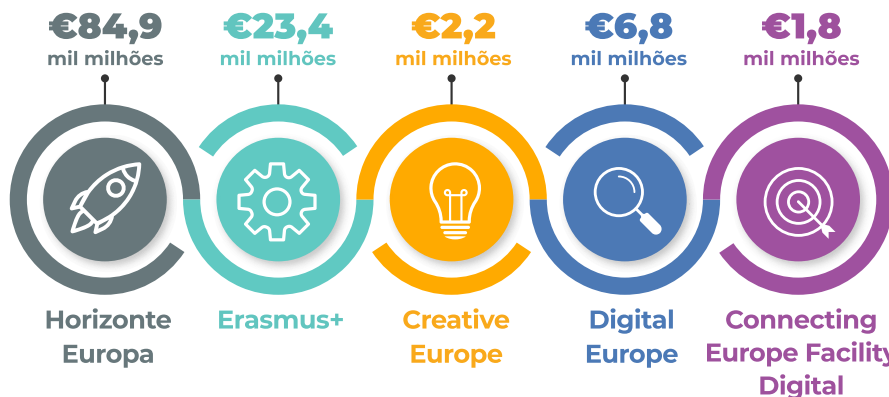 €84,9
mil milhões
Horizonte
Europa
€23,4
mil milhões
Erasmus+
€2,2
mil milhões
Creative
Europe
€6,8
mil milhões
Digital
Europe
€1,8
mil milhões
Connecting
Europe Facility
Digital